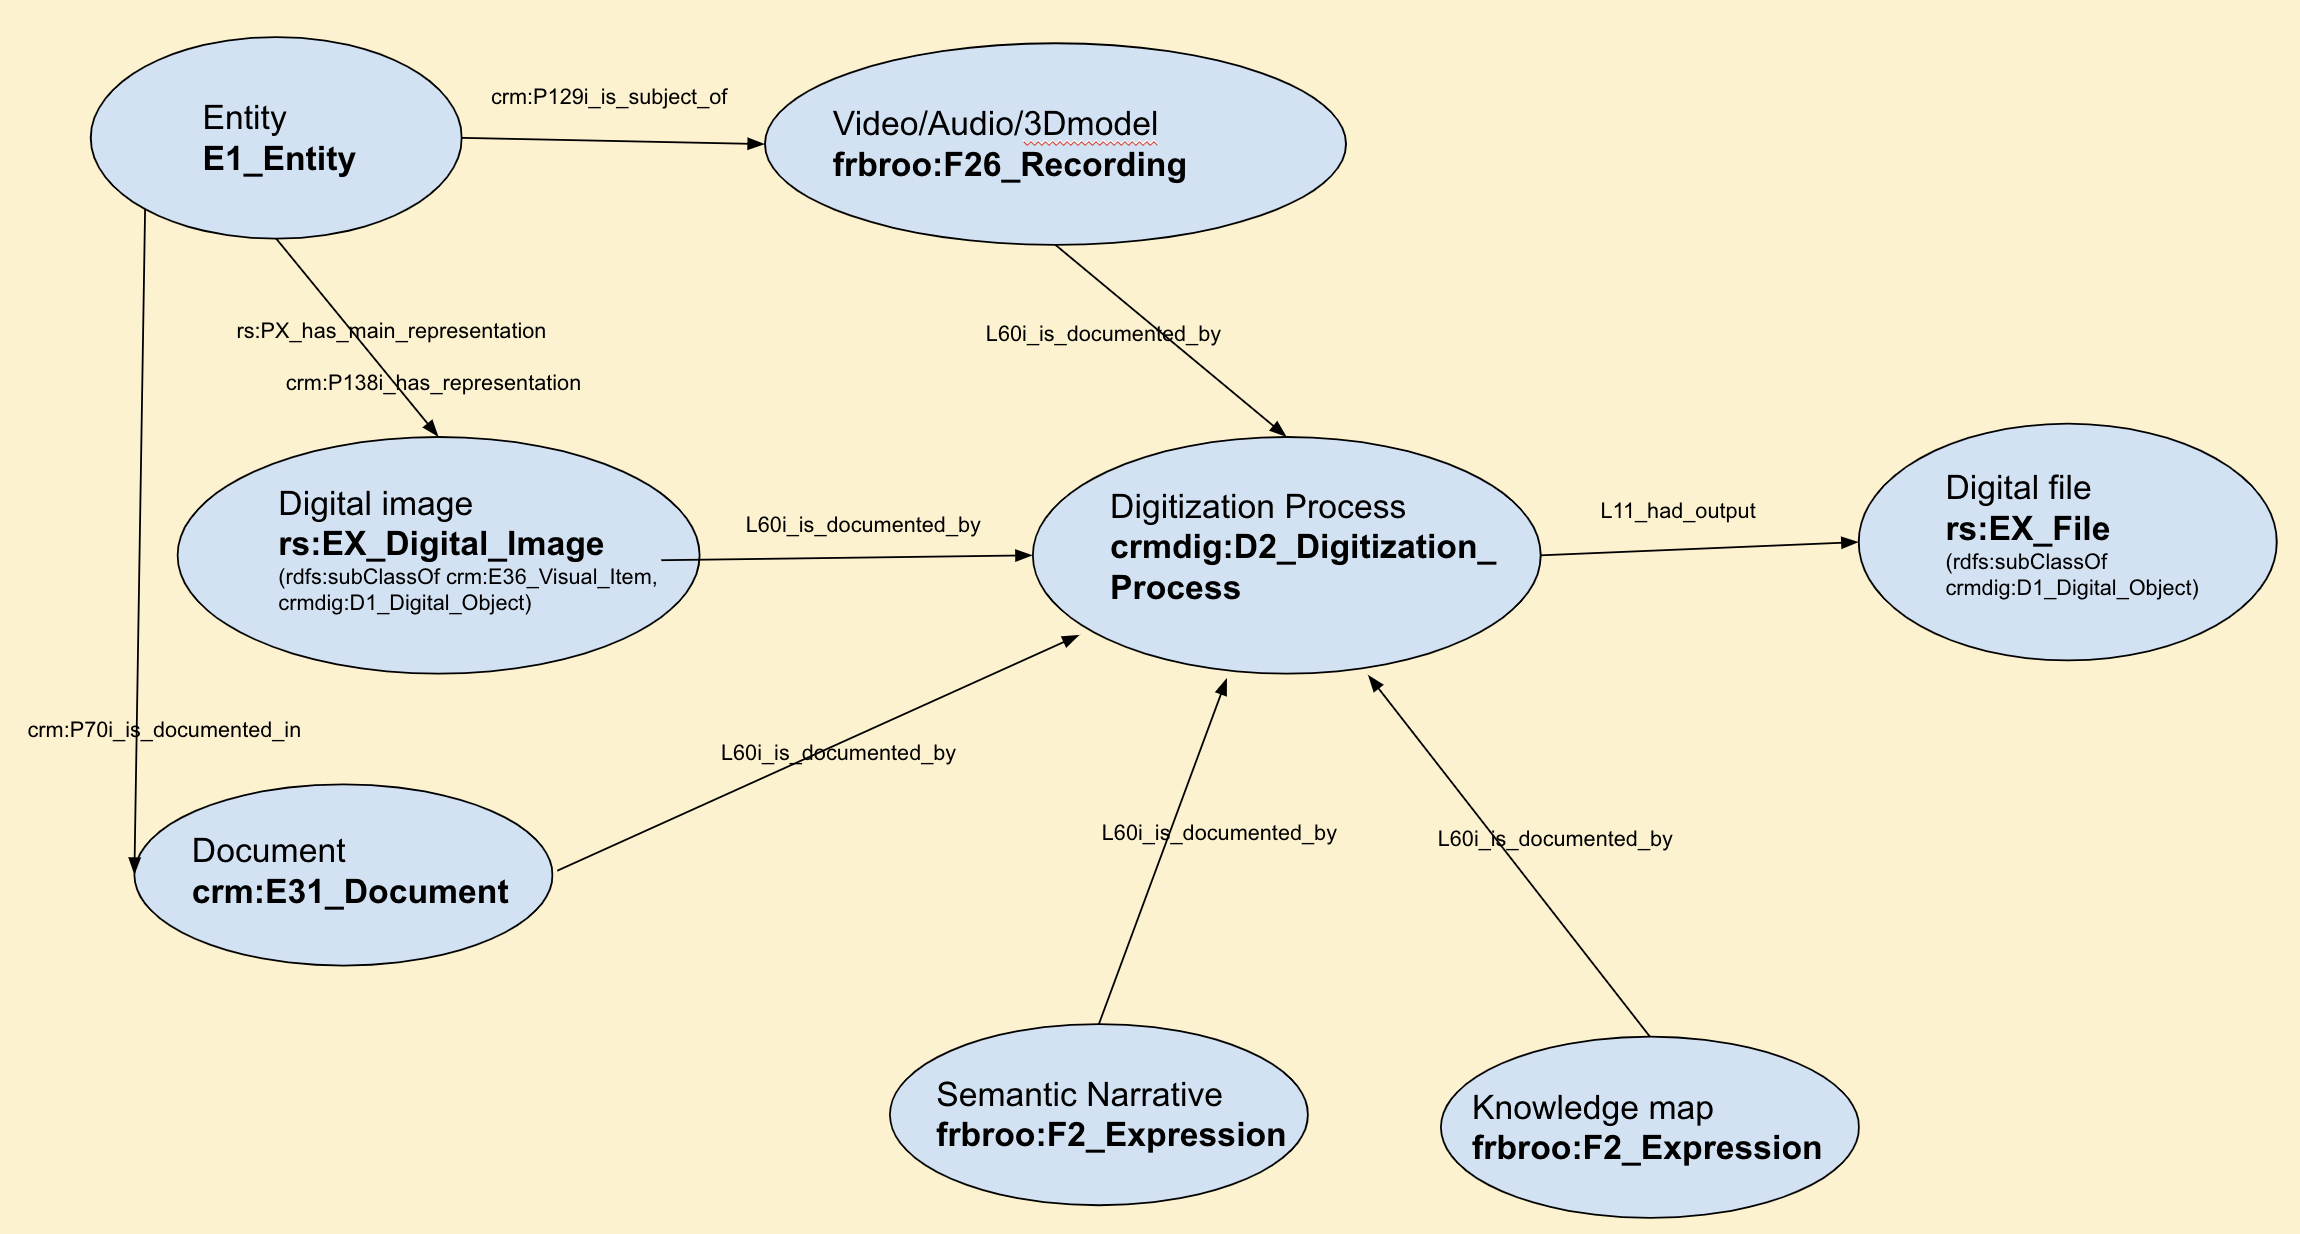 Entity
E1_Entity
crm:P129i_is_subject_of
Video/Audio/3Dmodel
frbroo:F26_Recording
rs:PX_has_main_representation
crm:P138i_has_representation
L60i_is_documented_by
Digital image
rs:EX_Digital_Image
(rdfs:subClassOf crm:E36_Visual_Item,
crmdig:D1_Digital_Object)
L60i_is_documented_by
Digitization Process
crmdig:D2_Digitization_
Process
L11_had_output
Digital file
rs:EX_File
(rdfs:subClassOf
crmdig:D1_Digital_Object)
crm:P70i_is_documented_in
L60i_is_documented_by
Document
crm:E31_Document
L60i_is_documented_by
L60i_is_documented_by
Semantic Narrative
frbroo:F2_Expression
Knowledge map
frbroo:F2_Expression